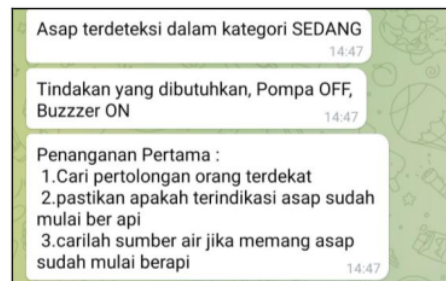 Asap terdeteksi dalam kategori SEDANG
14:47
Tindakan yang dibutuhkan, Pompa OFF,
Buzzzer ON
14:47
Penanganan Pertama :
1.Cari pertolongan orang terdekat
2.pastikan apakah terindikasi asap sudah
mulai ber api
3.carilah sumber air jika memang asap
sudah mulai berapi
14:47